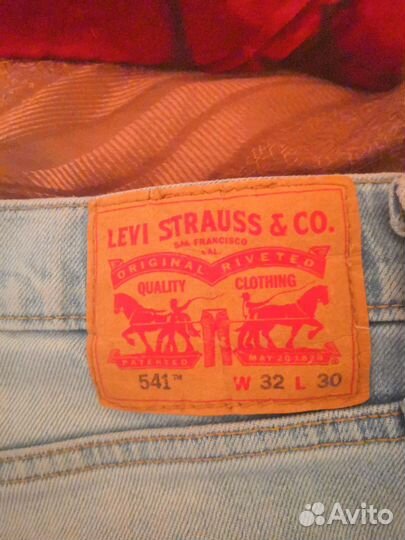 LEVI STRAUSS & CO.
SAN FRANCISCO
CAL.
ORIGINAL RIVETED
QUALITY CLOTHING
PATENTED MAY 20 1873
541™ W 32 L 30
Avito